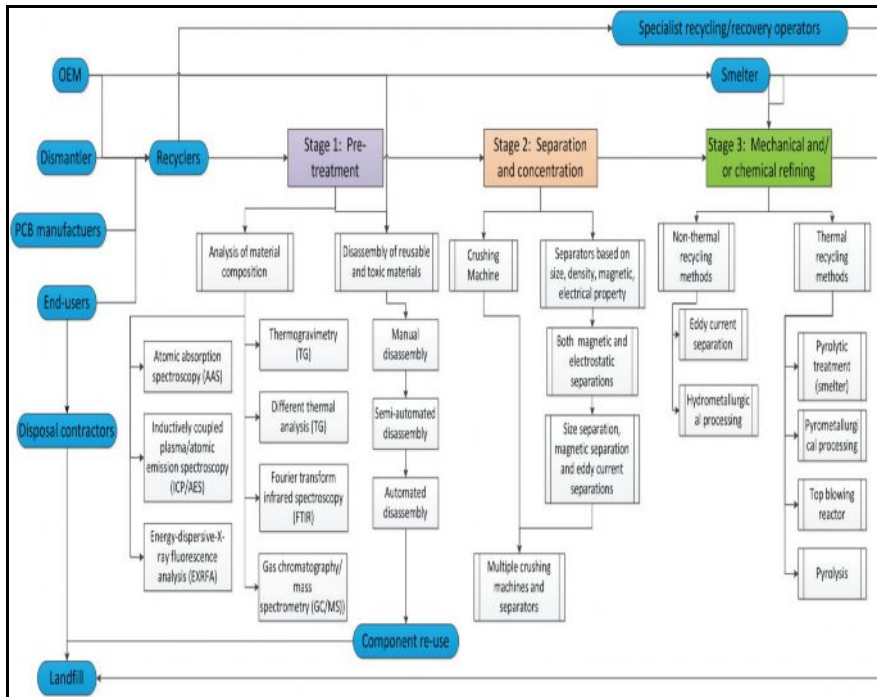 Specialist recycling/recovery operators
OEM
Smelter
Dismantler
Recyclers
Stage 1: Pre-
treatment
Stage 2: Separation
and concentration
Stage 3: Mechanical and/
or chemical refining
PCB manufactuers
Analysis of material
composition
Disassembly of reusable
and toxic materials
Crushing
Machine
Separators based on
size, density, magnetic,
electrical property
Non-thermal
recycling
methods
Thermal
recycling
methods
End-users
Atomic absorption
spectroscopy (AAS)
Thermogravimetry
(TG)
Manual
disassembly
Both magnetic and
electrostatic
separations
Eddy current
separation
Pyrolytic
treatment
(smelter)
Disposal contractors
Inductively coupled
plasma/atomic
emission spectroscopy
(ICP/AES)
Different thermal
analysis (TG)
Semi-automated
disassembly
Size separation,
magnetic separation
and eddy current
separations
Hydrometallurgic
al processing
Pyrometallurgi
cal processing
Energy-dispersive-X-
ray fluorescence
analysis (EXRFA)
Fourier transform
infrared spectroscopy
(FTIR)
Automated
disassembly
Top blowing
reactor
Gas chromatography/
mass
spectrometry (GC/MS))
Multiple crushing
machines and
separators
Pyrolysis
Component re-use
Landfill